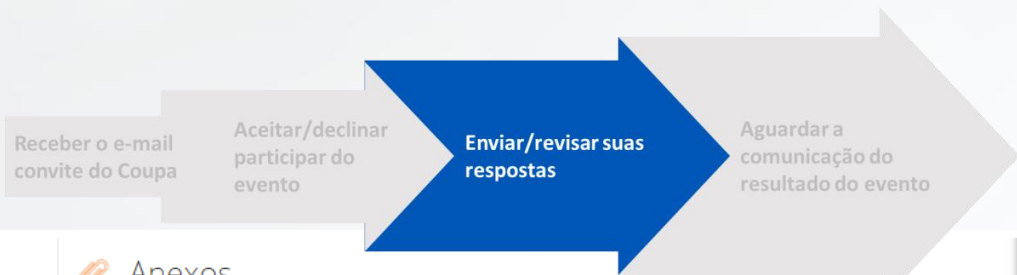 Receber o e-mail
convite do Coupa
Aceitar/declinar
participar do
evento
Enviar/revisar suas
respostas
Aguardar a
comunicação do
resultado do evento
Anexos